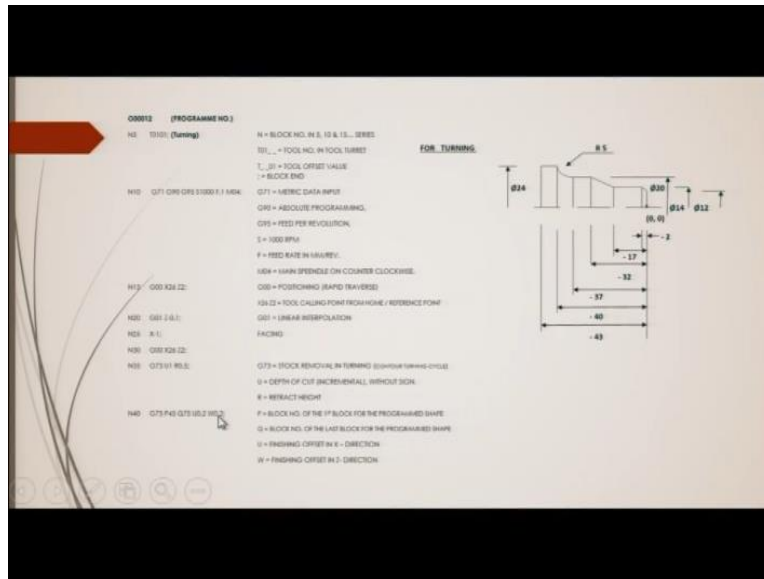 O00012 (PROGRAMME NO.)
N5 T0101; (Turning)
N = BLOCK NO. IN 5, 10 & 15... SERIES
T01_ _ = TOOL NO. IN TOOL TURRET
T_ _01 = TOOL OFFSET VALUE
; = BLOCK END
N10 G71 G90 G95 S1000 F.1 M04;
G71 = METRIC DATA INPUT
G90 = ABSOLUTE PROGRAMMING,
G95 = FEED PER REVOLUTION,
S = 1000 RPM
F = FEED RATE IN MM/REV.
M04 = MAIN SPEENDLE ON COUNTER CLOCKWISE.
N15 G00 X26 Z2;
G00 = POSITIONING (RAPID TRAVERSE)
X26 Z2 = TOOL CALLING POINT FROM HOME / REFERENCE POINT
N20 G01 Z-0.1;
G01 = LINEAR INTERPOLATION
N25 X-1;
FACING
N30 G00 X26 Z2;
N35 G73 U1 R0.5;
G73 = STOCK REMOVAL IN TURNING (CONTOUR TURNING CYCLE)
U = DEPTH OF CUT (INCREMENTAL), WITHOUT SIGN.
R = RETRACT HEIGHT
N40 G73 P45 Q75 U0.2 W0.2;
P = BLOCK NO. OF THE 1ST BLOCK FOR THE PROGRAMMED SHAPE
Q = BLOCK NO. OF THE LAST BLOCK FOR THE PROGRAMMED SHAPE
U = FINISHING OFFSET IN X - DIRECTION
W = FINISHING OFFSET IN Z- DIRECTION
FOR TURNING
R 5
Ø24
Ø20
Ø14
Ø12
(0, 0)
- 2
- 17
- 32
- 37
- 40
- 43